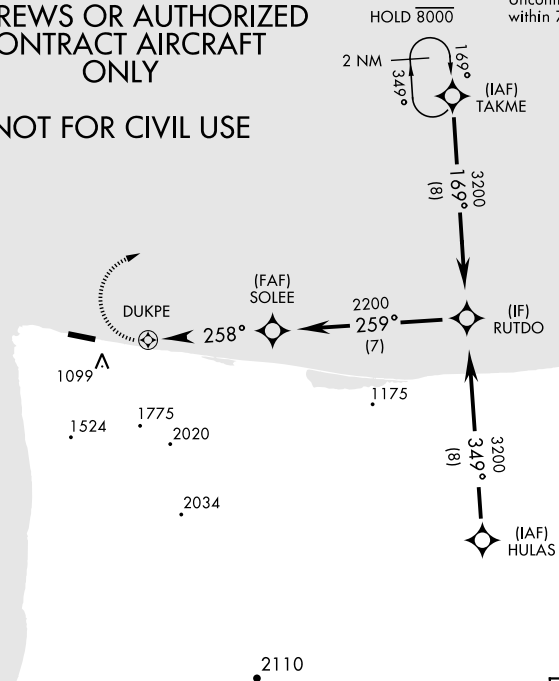 REWS OR AUTHORIZED
ONTRACT AIRCRAFT
ONLY
NOT FOR CIVIL USE
HOLD 8000
within 7
2 NM
169°
349°
(IAF)
TAKME
3200
169°
(8)
(FAF)
SOLEE
DUKPE
258°
2200
259°
(7)
(IF)
RUTDO
1099
1175
1524
1775
2020
2034
3200
349°
(8)
(IAF)
HULAS
2110